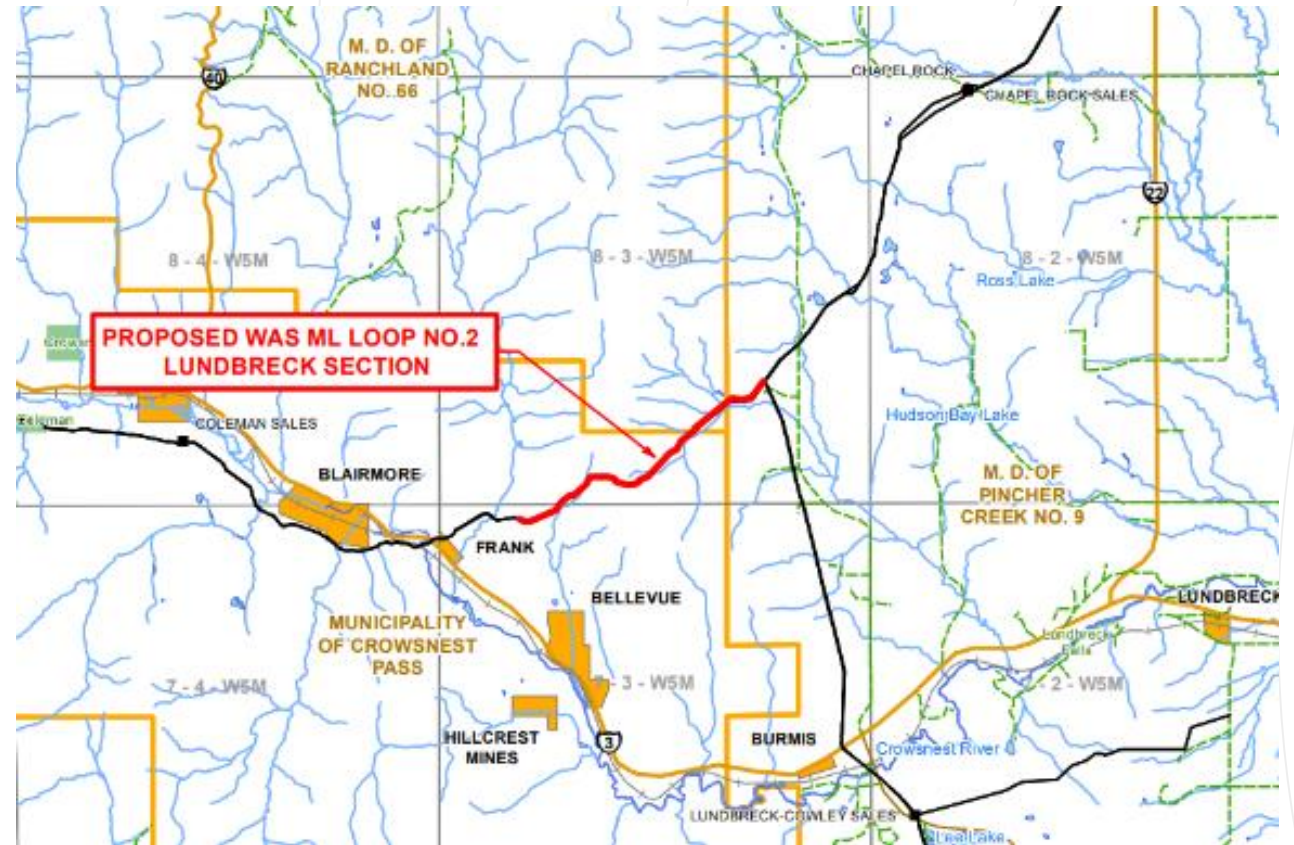 M. D. OF
RANCHLAND
NO. 66
40
CHAPEL ROCK
CHAPEL ROCK SALES
22
8 - 4 - W5M
8 - 3 - W5M
8 - 2 - W5M
Ross Lake
PROPOSED WAS ML LOOP NO.2
LUNDBRECK SECTION
COLEMAN SALES
Coleman
Hudson Bay Lake
BLAIRMORE
M. D. OF
PINCHER
CREEK NO. 9
FRANK
BELLEVUE
LUNDBRECK
MUNICIPALITY
OF CROWSNEST
PASS
Lundbreck
Falls
7 - 4 - W5M
- 3 - W5M
- 2 - W5M
HILLCREST
MINES
3
BURMIS
Crowsnest River
LUNDBRECK-COWLEY SALES
Lee Lake